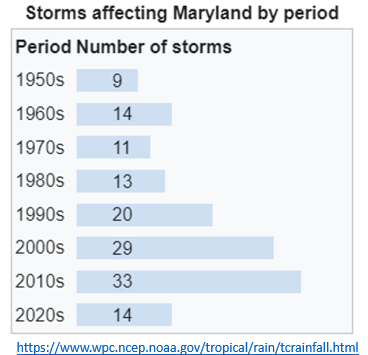 Storms affecting Maryland by period
Period Number of storms
1950s 9
1960s 14
1970s 11
1980s 13
1990s 20
2000s 29
2010s 33
2020s 14
https://www.wpc.ncep.noaa.gov/tropical/rain/tcrainfall.html